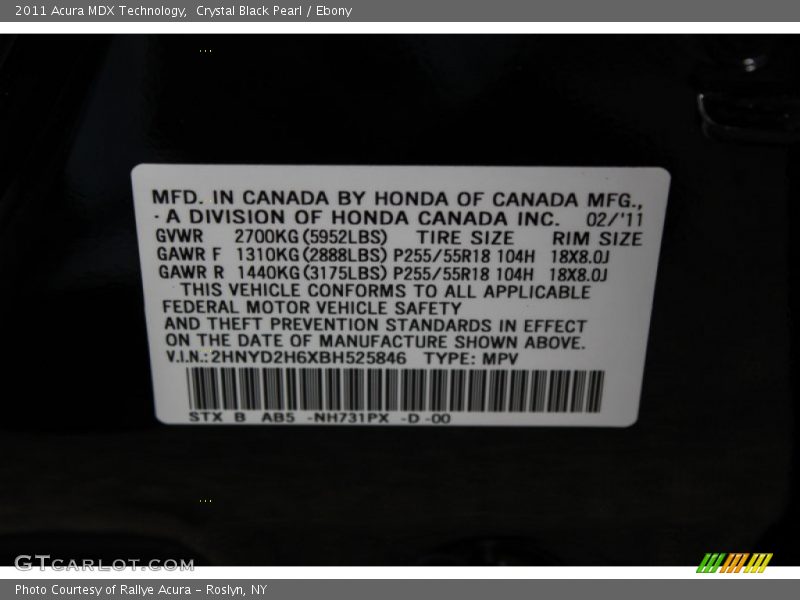 2011 Acura MDX Technology,  Crystal Black Pearl / Ebony
MFD. IN CANADA BY HONDA OF CANADA MFG.,
A DIVISION OF HONDA CANADA INC. 02/'11
GVWR 2700KG (5952LBS) TIRE SIZE RIM SIZE
GAWR F 1310KG (2888LBS) P255/55R18 104H 18X8.0J
GAWR R 1440KG (3175LBS) P255/55R18 104H 18X8.0J
THIS VEHICLE CONFORMS TO ALL APPLICABLE
FEDERAL MOTOR VEHICLE SAFETY
AND THEFT PREVENTION STANDARDS IN EFFECT
ON THE DATE OF MANUFACTURE SHOWN ABOVE.
V.I.N.: 2HNYD2H6XBH525846 TYPE: MPV
STX B AB5 -NH731PX -D -00
GTCARLOT.COM
Photo Courtesy of Rallye Acura - Roslyn, NY